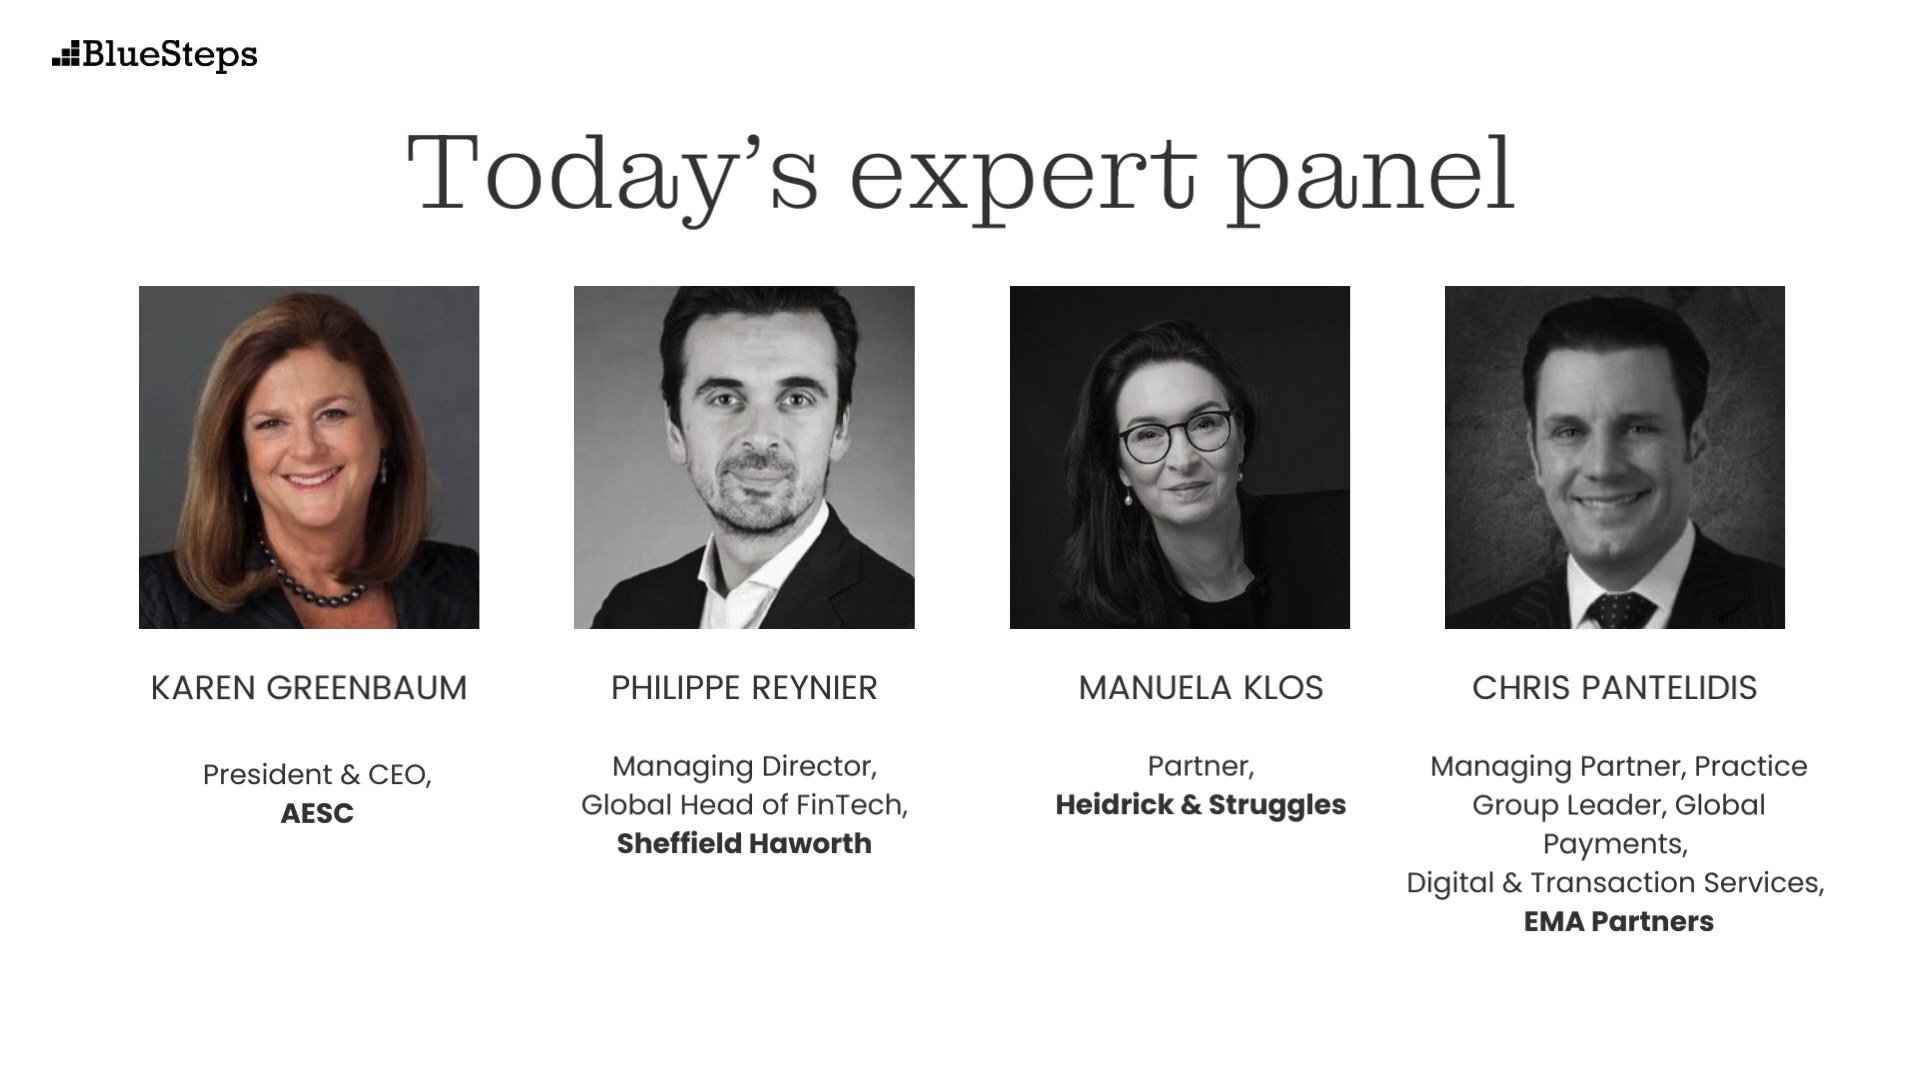 BlueSteps
Today’s expert panel
KAREN GREENBAUM
President & CEO,
AESC
PHILIPPE REYNIER
Managing Director,
Global Head of FinTech,
Sheffield Haworth
MANUELA KLOS
Partner,
Heidrick & Struggles
CHRIS PANTELIDIS
Managing Partner, Practice
Group Leader, Global
Payments,
Digital & Transaction Services,
EMA Partners